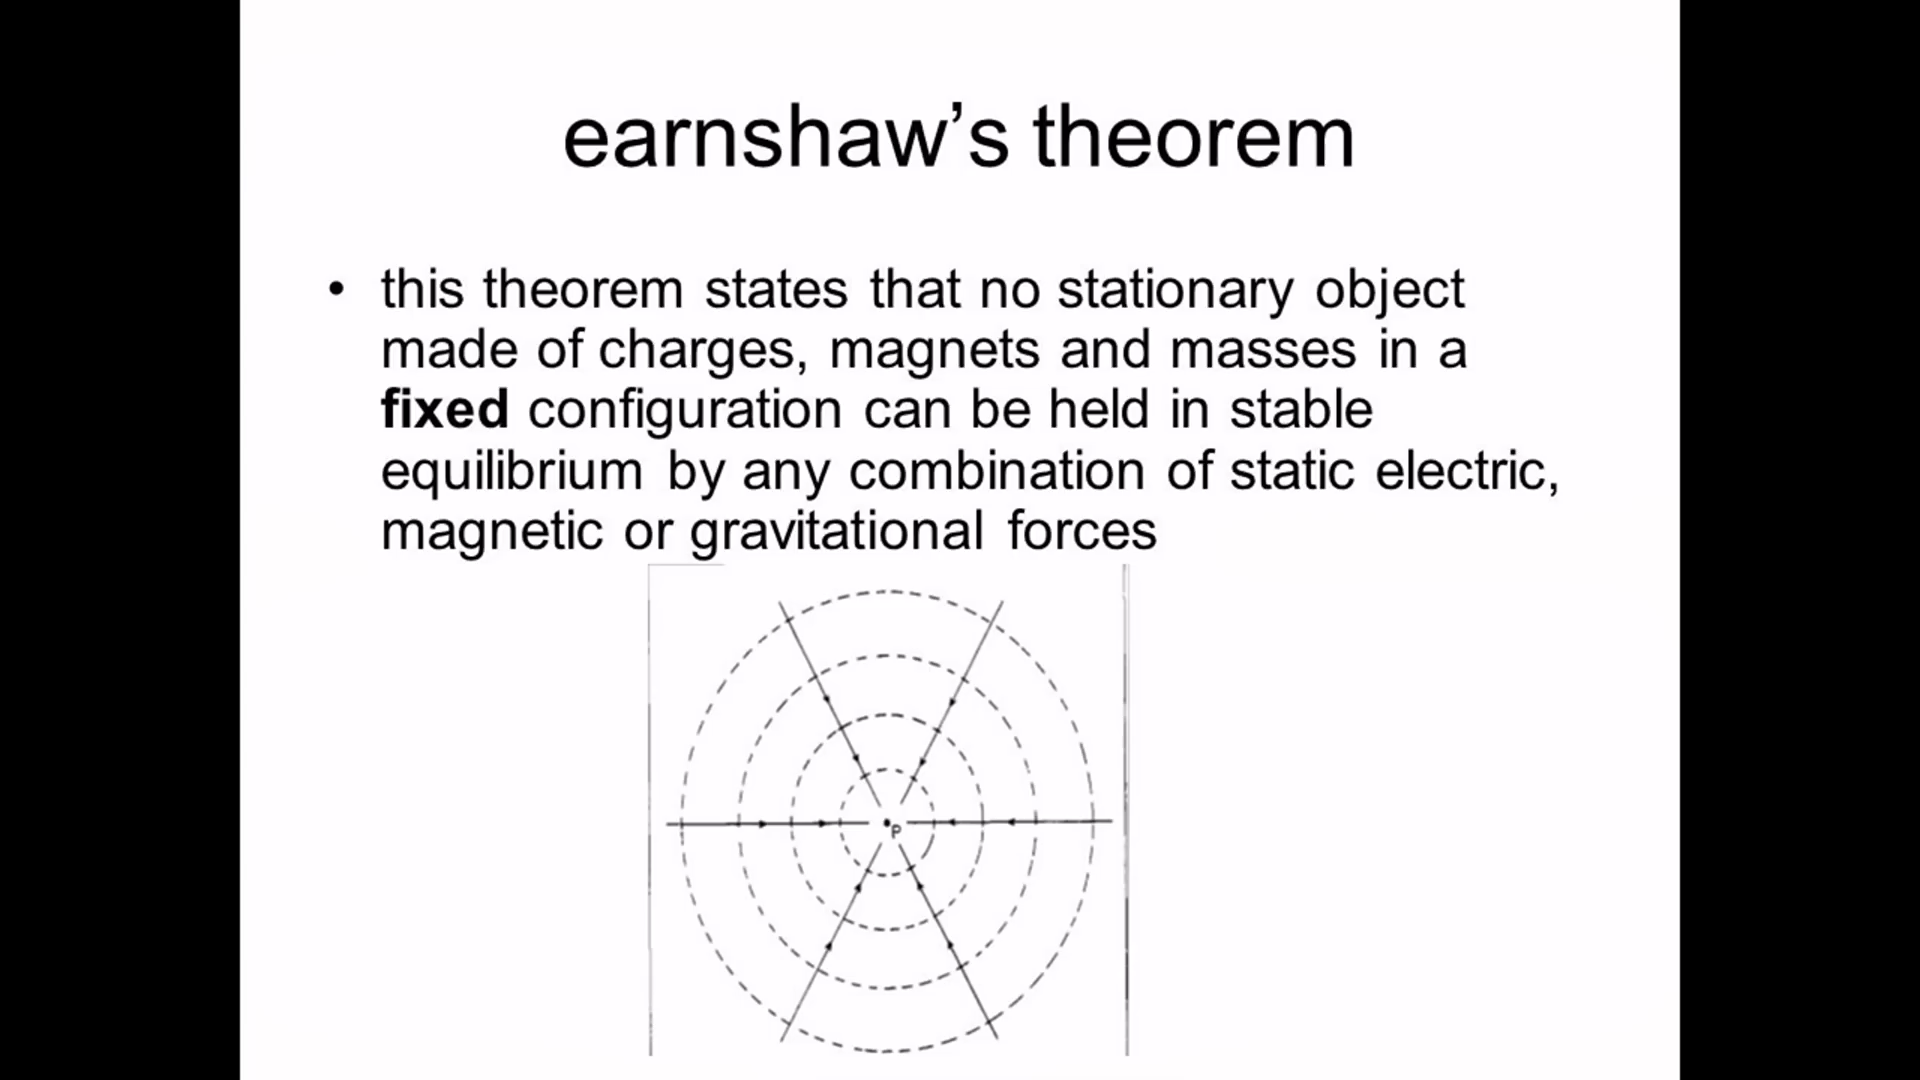 earnshaw’s theorem
• this theorem states that no stationary object
made of charges, magnets and masses in a
fixed configuration can be held in stable
equilibrium by any combination of static electric,
magnetic or gravitational forces
P